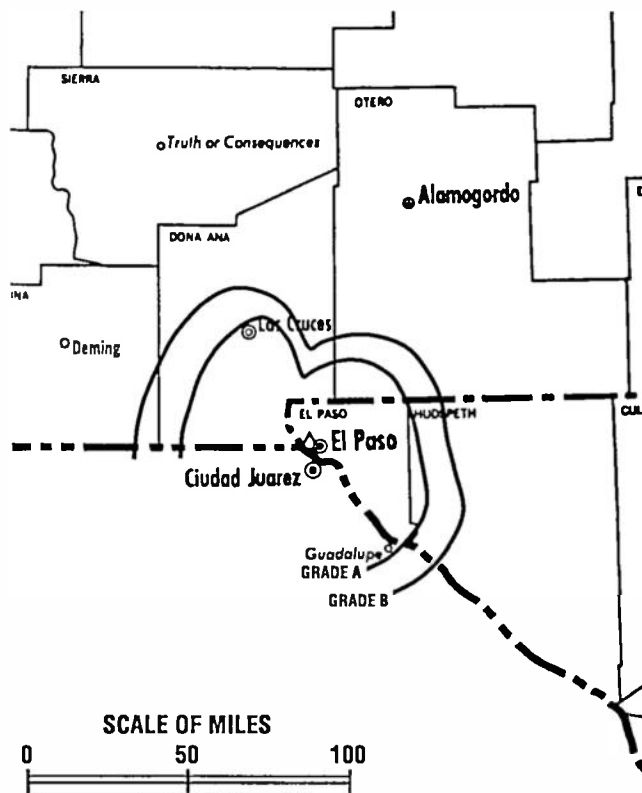 SIERRA
OTERO
Truth or Consequences
Alamogordo
DONA ANA
Las Cruces
Deming
EL PASO
HUDSPETH
CUL
El Paso
Ciudad Juarez
Guadalupe
GRADE A
GRADE B
SCALE OF MILES
0 50 100